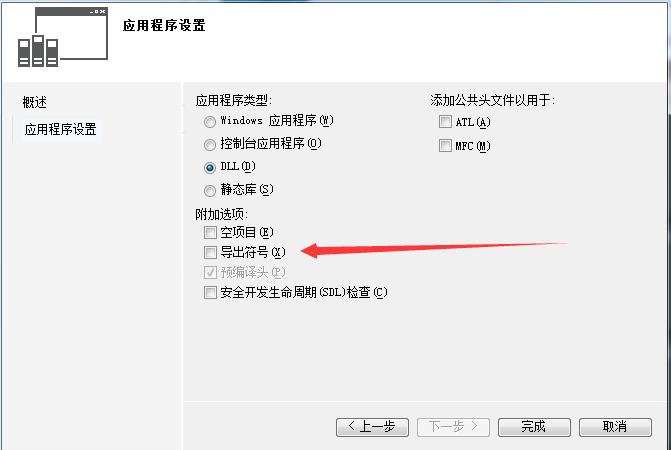 应用程序设置
概述
应用程序设置
应用程序类型:
Windows 应用程序(W)
控制台应用程序(O)
DLL(D)
静态库(S)
附加选项:
空项目(E)
导出符号(X)
预编译头(P)
安全开发生命周期(SDL)检查(C)
添加公共头文件以用于:
ATL(A)
MFC(M)
< 上一步
下一步 >
完成
取消